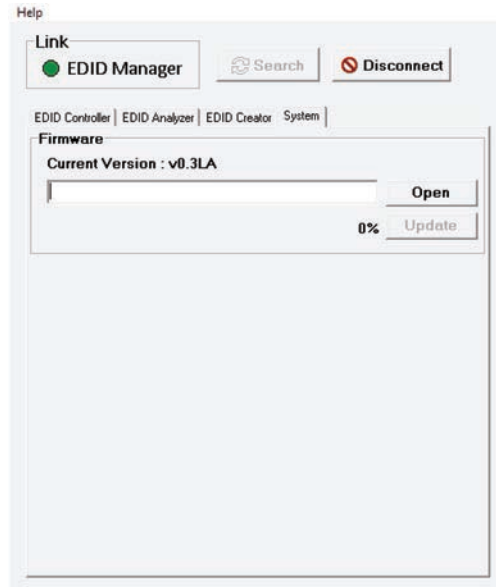 Help
Link
EDID Manager
Search
Disconnect
EDID Controller EDID Analyzer EDID Creator System
Firmware
Current Version : v0.3LA
Open
0% Update